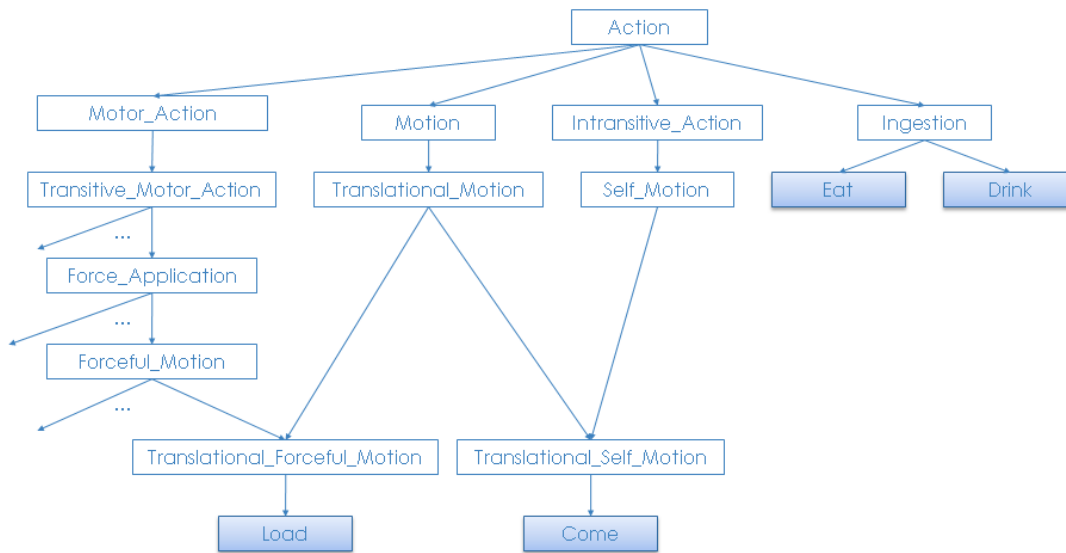 Action
Motor_Action
Motion
Intransitive_Action
Ingestion
Transitive_Motor_Action
Translational_Motion
Self_Motion
Eat
Drink
...
Force_Application
...
Forceful_Motion
...
Translational_Forceful_Motion
Translational_Self_Motion
Load
Come